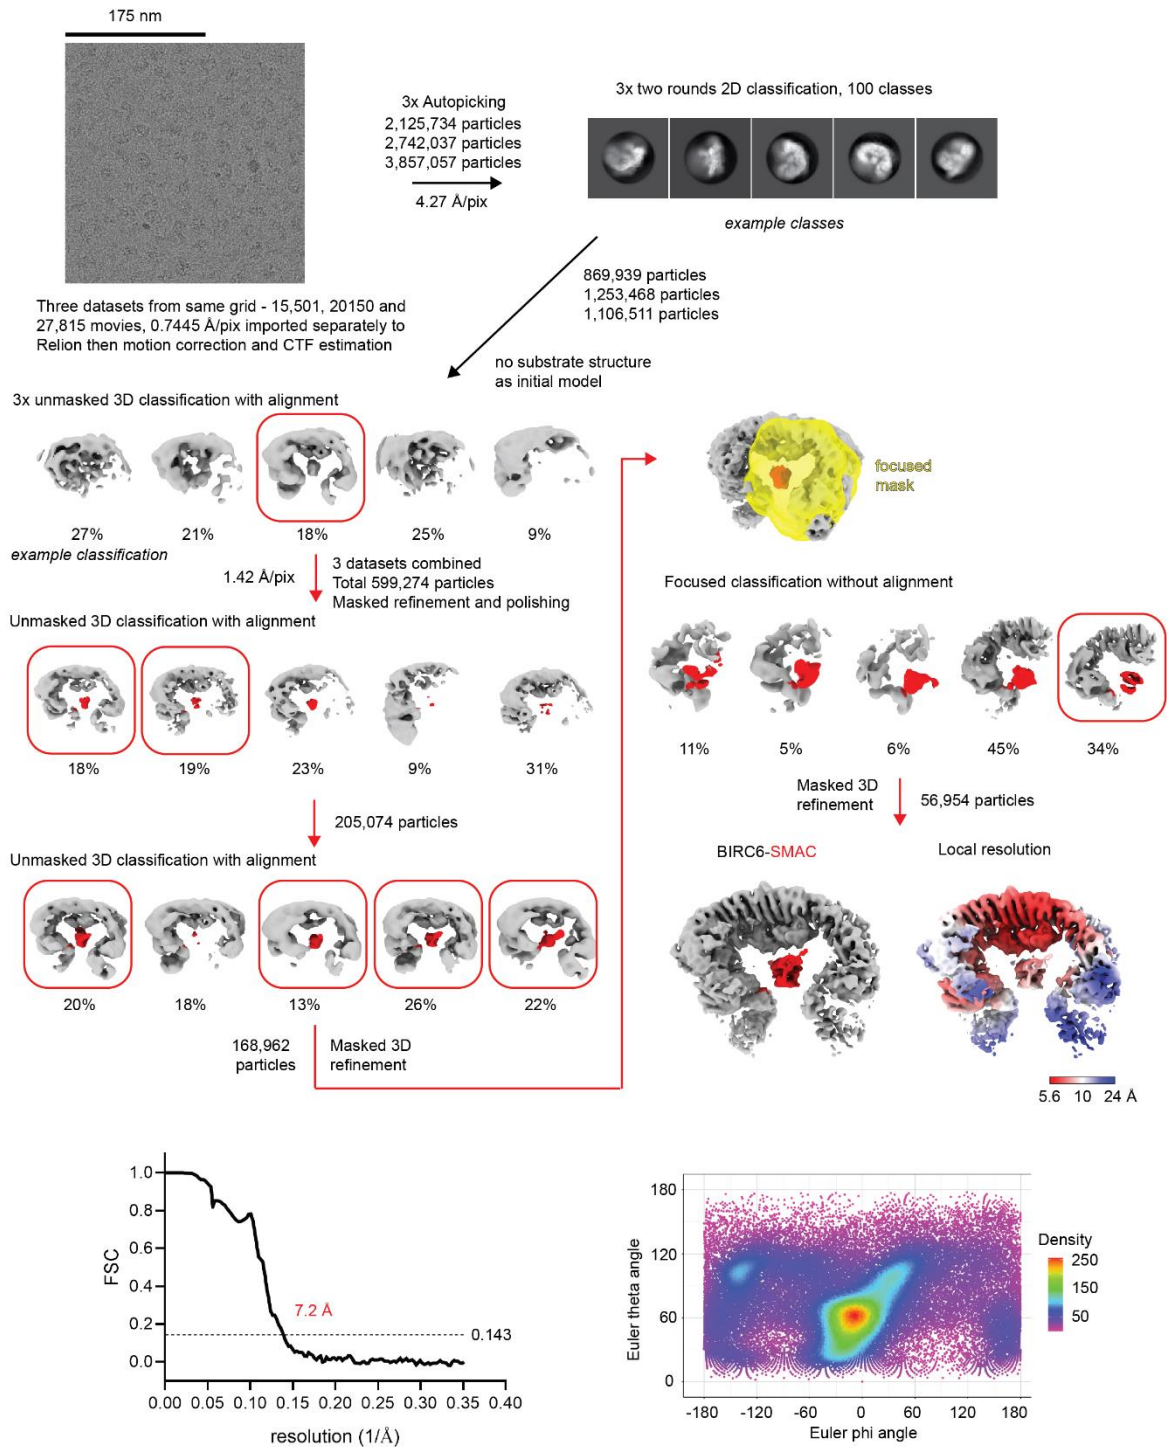 175 nm
3x Autopicking
2,125,734 particles
2,742,037 particles
3,857,057 particles
4.27 Å/pix
3x two rounds 2D classification, 100 classes
example classes
Three datasets from same grid - 15,501, 20150 and
27,815 movies, 0.7445 Å/pix imported separately to
Relion then motion correction and CTF estimation
869,939 particles
1,253,468 particles
1,106,511 particles
no substrate structure
as initial model
3x unmasked 3D classification with alignment
27%
21%
18%
25%
9%
example classification
1.42 Å/pix
3 datasets combined
Total 599,274 particles
Masked refinement and polishing
Unmasked 3D classification with alignment
18%
19%
23%
9%
31%
205,074 particles
Unmasked 3D classification with alignment
20%
18%
13%
26%
22%
168,962
particles
Masked 3D
refinement
focused
mask
Focused classification without alignment
11%
5%
6%
45%
34%
Masked 3D
refinement
56,954 particles
BIRC6-SMAC
Local resolution
5.6 10 24 Å
1.0
0.8
0.6
0.4
0.2
0.0
FSC
7.2 Å
0.143
0.00 0.05 0.10 0.15 0.20 0.25 0.30 0.35 0.40
resolution (1/Å)
180
120
60
0
Euler theta angle
-180 -120 -60 0 60 120 180
Euler phi angle
Density
250
150
50